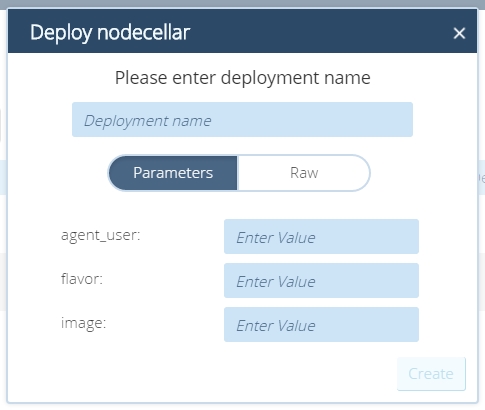 Deploy nodecellar
×
Please enter deployment name
Deployment name
Parameters Raw
agent_user: Enter Value
flavor: Enter Value
image: Enter Value
Create